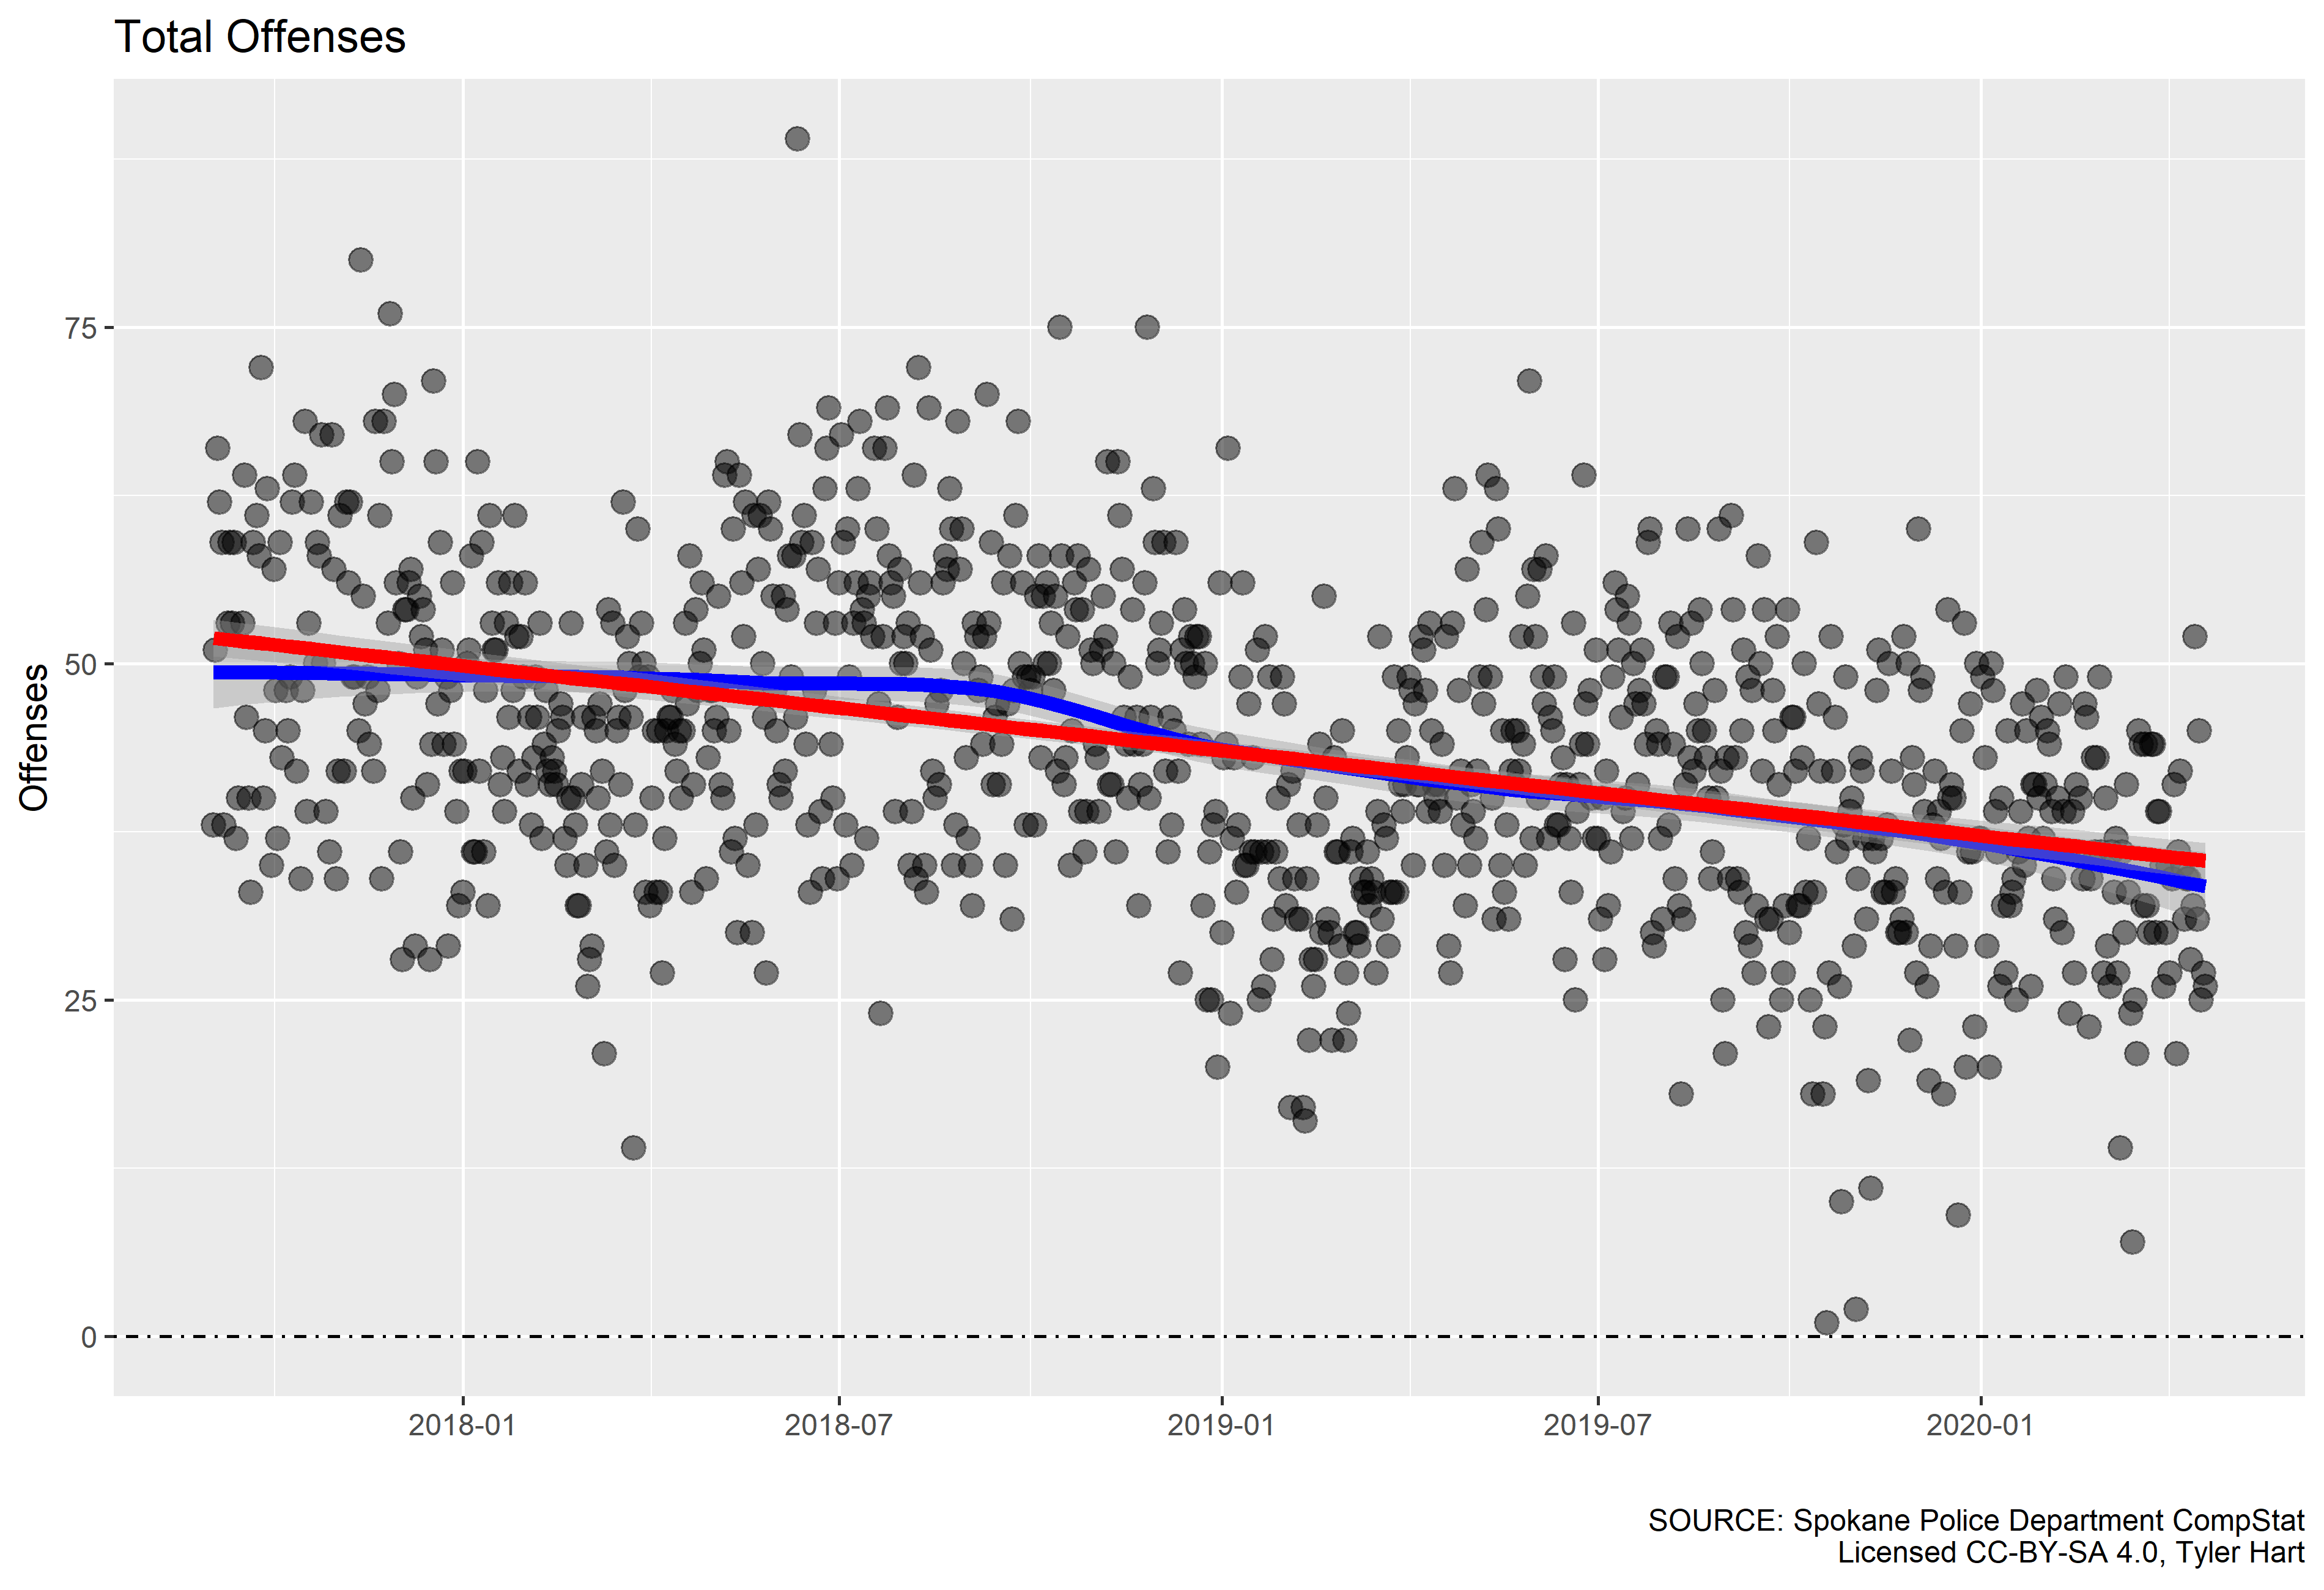 Total Offenses
Offenses
75
50
25
0
2018-01
2018-07
2019-01
2019-07
2020-01
SOURCE: Spokane Police Department CompStat
Licensed CC-BY-SA 4.0, Tyler Hart